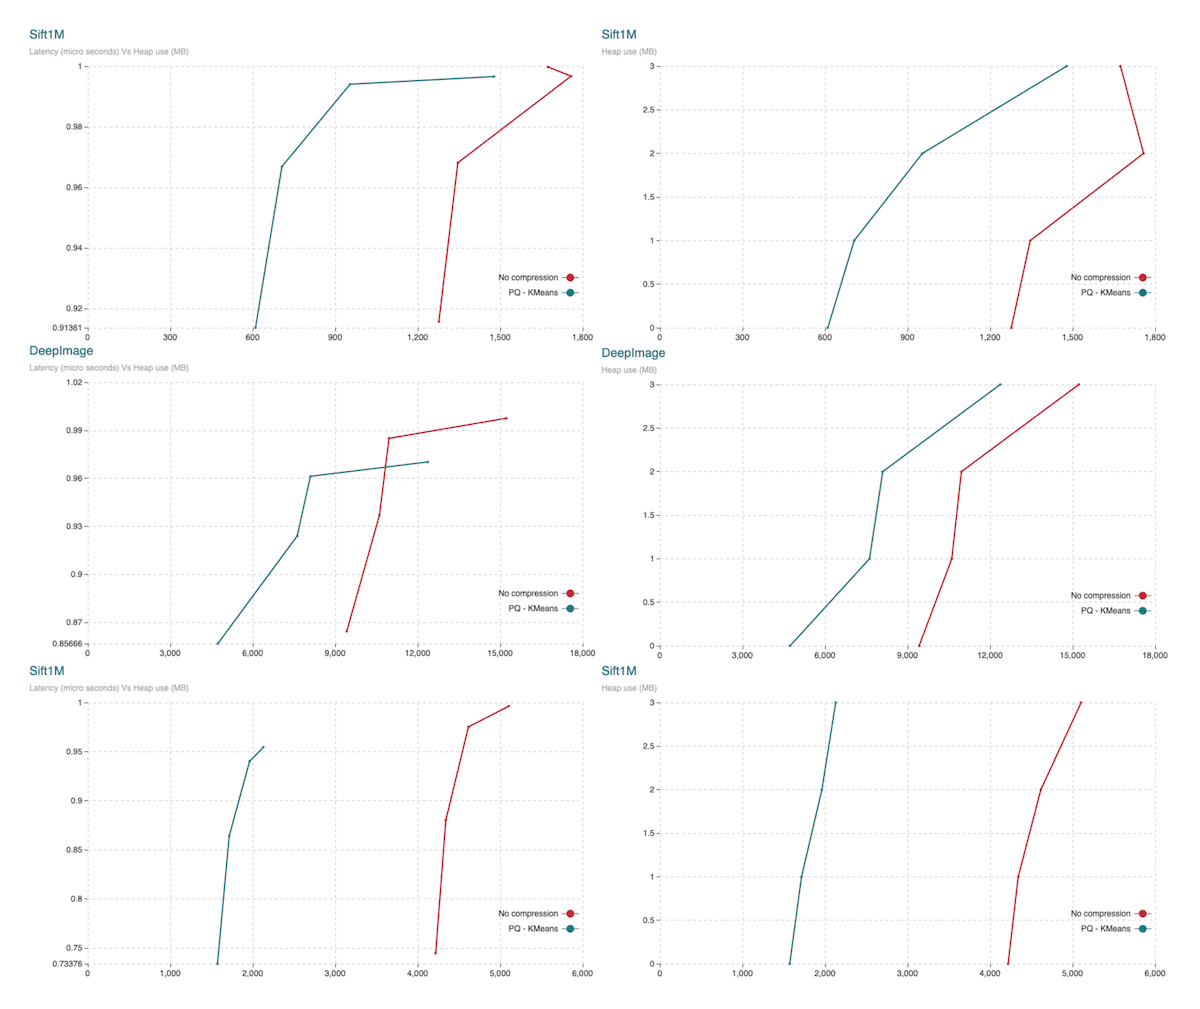 Sift1M
Latency (micro seconds) Vs Heap use (MB)
1
0.98
0.96
0.94
0.92
0.91361
0 300 600 900 1,200 1,500 1,800
No compression
PQ - KMeans
Sift1M
Heap use (MB)
3
2.5
2
1.5
1
0.5
0
0 300 600 900 1,200 1,500 1,800
No compression
PQ - KMeans
DeepImage
Latency (micro seconds) Vs Heap use (MB)
1.02
0.99
0.96
0.93
0.9
0.87
0.85666
0 3,000 6,000 9,000 12,000 15,000 18,000
No compression
PQ - KMeans
DeepImage
Heap use (MB)
3
2.5
2
1.5
1
0.5
0
0 3,000 6,000 9,000 12,000 15,000 18,000
No compression
PQ - KMeans
Sift1M
Latency (micro seconds) Vs Heap use (MB)
1
0.95
0.9
0.85
0.8
0.75
0.73376
0 1,000 2,000 3,000 4,000 5,000 6,000
No compression
PQ - KMeans
Sift1M
Heap use (MB)
3
2.5
2
1.5
1
0.5
0
0 1,000 2,000 3,000 4,000 5,000 6,000
No compression
PQ - KMeans